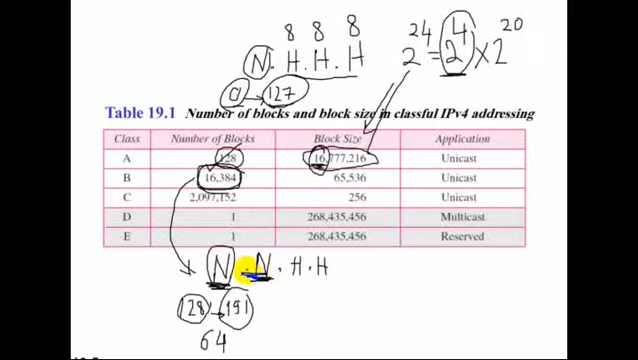 8 8 8
N. H. H. H
0 → 127
2^24 = 2^4 × 2^20
Table 19.1 Number of blocks and block size in classful IPv4 addressing
Class Number of Blocks Block Size Application
A 128 16,777,216 Unicast
B 16,384 65,536 Unicast
C 2,097,152 256 Unicast
D 1 268,435,456 Multicast
E 1 268,435,456 Reserved
N . N . H . H
128 → 191
64